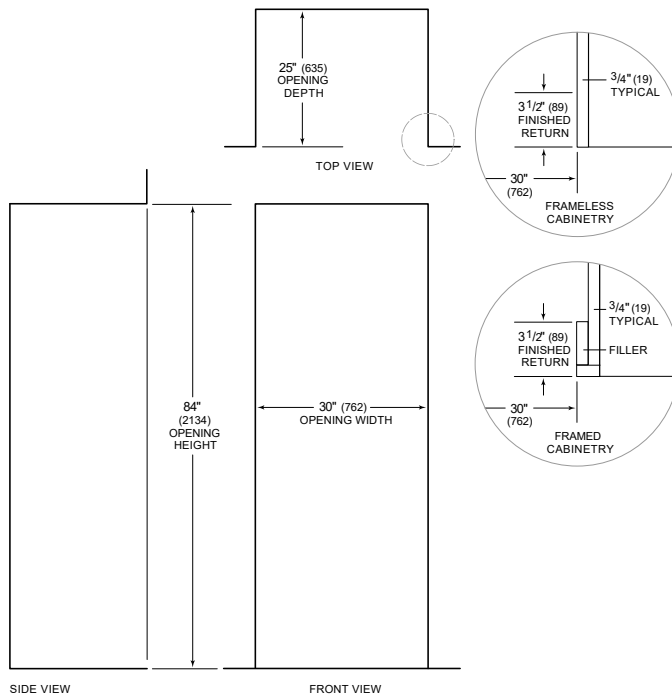 25" (635)
OPENING
DEPTH
TOP VIEW
3/4" (19)
TYPICAL
3 1/2" (89)
FINISHED
RETURN
30"
(762)
FRAMELESS
CABINETRY
3/4" (19)
TYPICAL
3 1/2" (89)
FINISHED
RETURN
FILLER
30"
(762)
FRAMED
CABINETRY
84"
(2134)
OPENING
HEIGHT
30" (762)
OPENING WIDTH
SIDE VIEW
FRONT VIEW